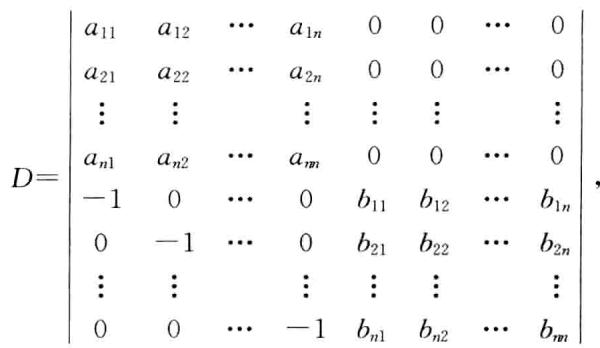 a₁₁ a₁₂ ⋯ a₁ₙ 0 0 ⋯ 0
a₂₁ a₂₂ ⋯ a₂ₙ 0 0 ⋯ 0
⋮ ⋮ ⋮ ⋮ ⋮ ⋮
D= aₙ₁ aₙ₂ ⋯ aₙₙ 0 0 ⋯ 0 ,
−1 0 ⋯ 0 b₁₁ b₁₂ ⋯ b₁ₙ
0 −1 ⋯ 0 b₂₁ b₂₂ ⋯ b₂ₙ
⋮ ⋮ ⋮ ⋮ ⋮ ⋮
0 0 ⋯ −1 bₙ₁ bₙ₂ ⋯ bₙₙ